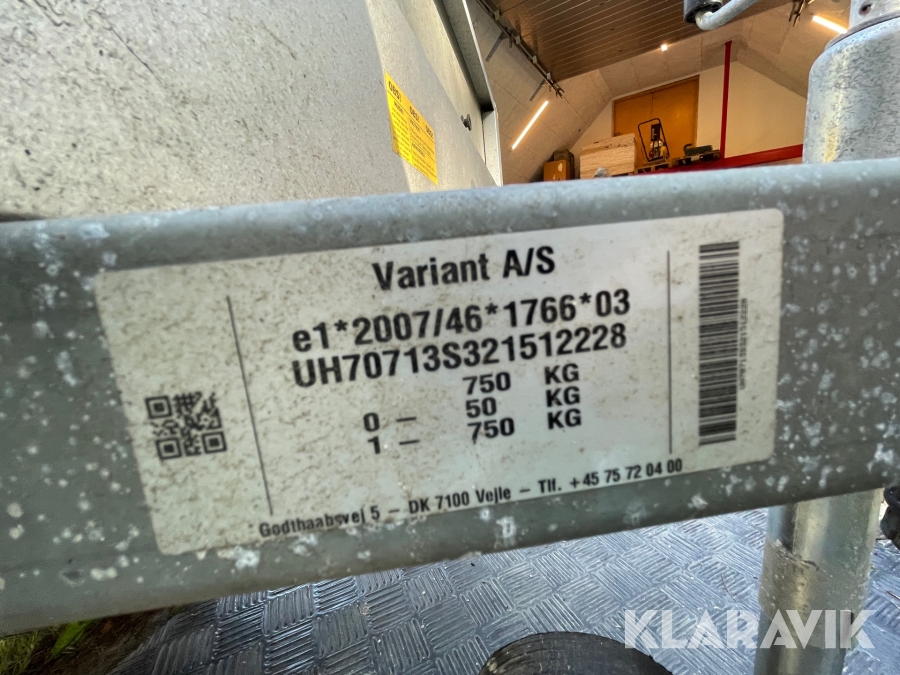 Variant A/S
e1*2007/46*1766*03
UH70713S321512228
750 KG
0 – 50 KG
1 – 750 KG
Godthaabsvej 5 – DK 7100 Vejle – Tlf. +45 75 72 04 00
KLARAVIK